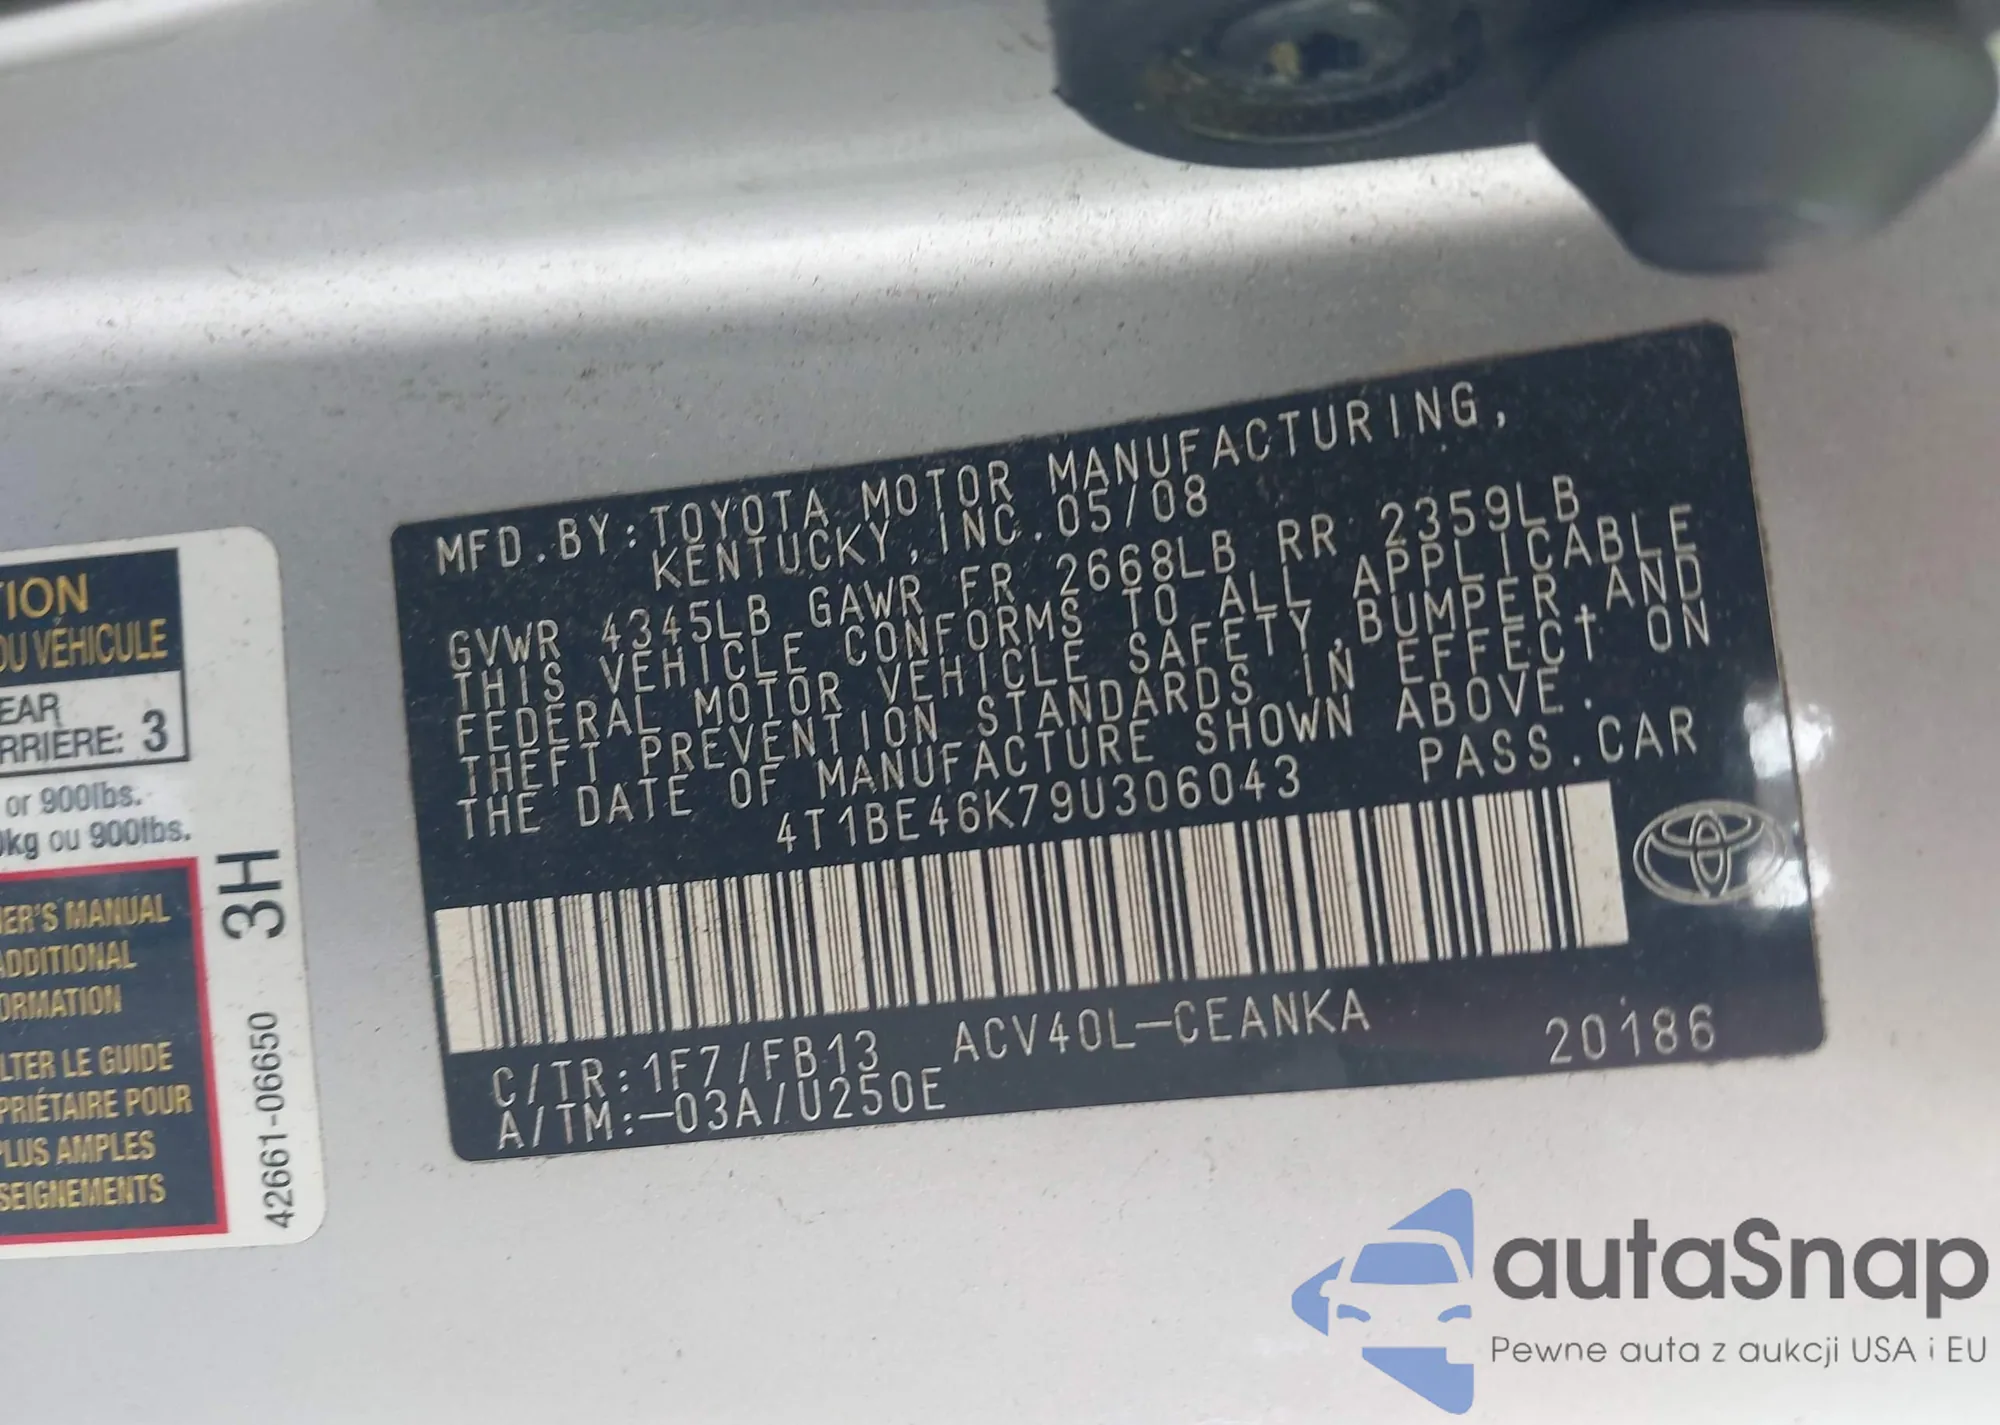 MFD.BY:TOYOTA MOTOR MANUFACTURING,
KENTUCKY,INC.05/08
GVWR 4345LB GAWR FR 2668LB RR 2359LB
THIS VEHICLE CONFORMS TO ALL APPLICABLE
FEDERAL MOTOR VEHICLE SAFETY,BUMPER,AND
THEFT PREVENTION STANDARDS IN EFFECT ON
THE DATE OF MANUFACTURE SHOWN ABOVE.
4T1BE46K79U306043 PASS.CAR
C/TR:1F7/FB13 ACV40L-CEANKA 20186
A/TM:-03A/U250E
TION
DU VÉHICULE
EAR
RRIÈRE: 3
or 900lbs.
0kg ou 900lbs.
NER'S MANUAL
ADDITIONAL
ORMATION
LTER LE GUIDE
PRIÉTAIRE POUR
PLUS AMPLES
SEIGNEMENTS
42661-06650 3H
autaSnap
Pewne auta z aukcji USA i EU